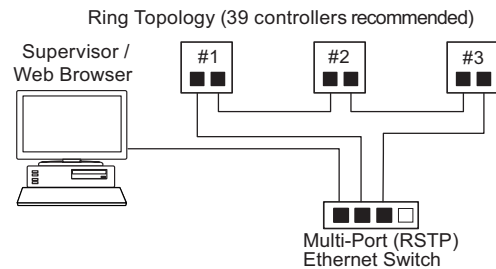 Ring Topology (39 controllers recommended)
Supervisor /
Web Browser
#1
#2
#3
Multi-Port (RSTP)
Ethernet Switch